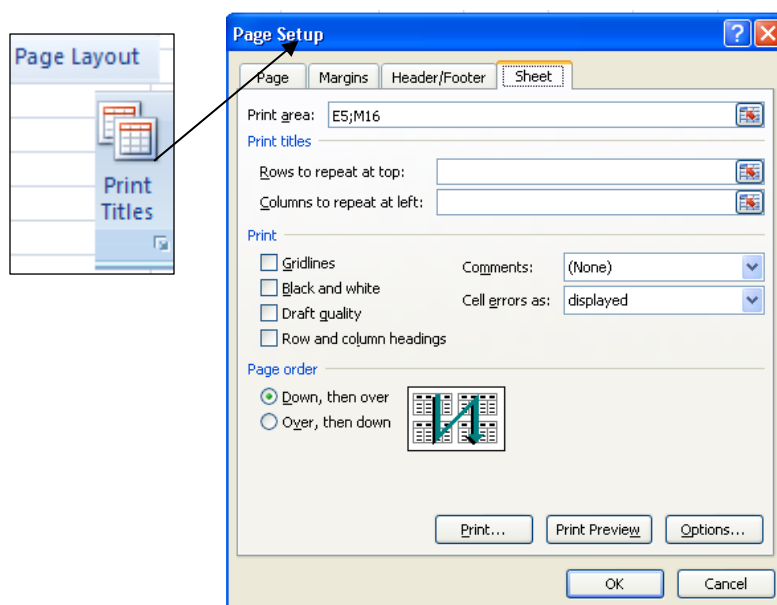 Page Layout
Print
Titles
Page Setup
Page
Margins
Header/Footer
Sheet
Print area: E5;M16
Print titles
Rows to repeat at top:
Columns to repeat at left:
Print
Gridlines
Black and white
Draft quality
Row and column headings
Comments: (None)
Cell errors as: displayed
Page order
Down, then over
Over, then down
Print...
Print Preview
Options...
OK
Cancel